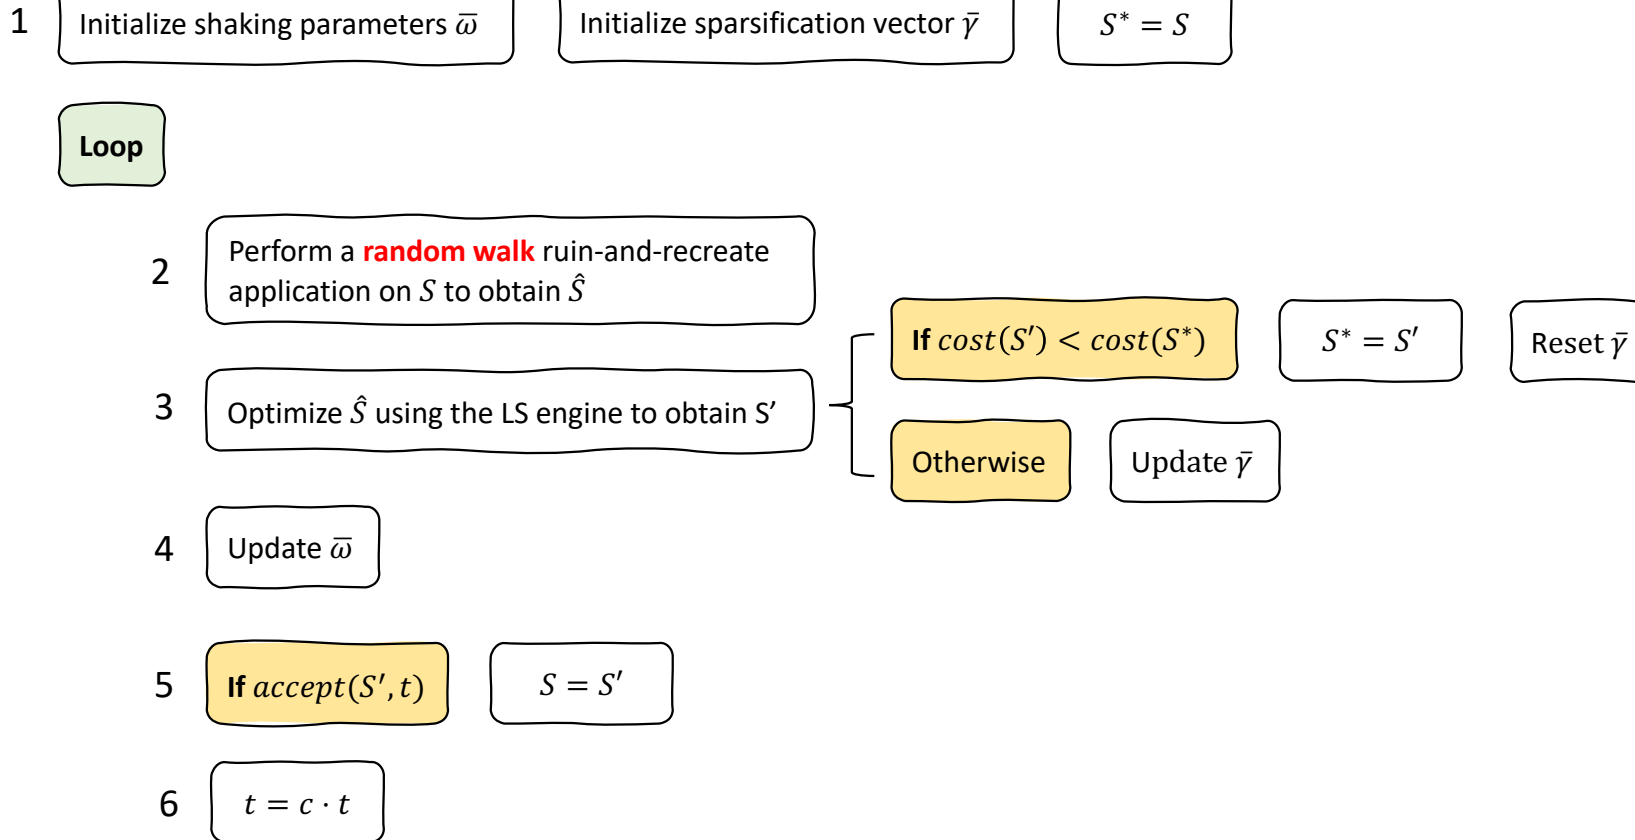 1 Initialize shaking parameters ω̅ Initialize sparsification vector γ̅ S* = S
Loop
2 Perform a random walk ruin-and-recreate
application on S to obtain Ŝ
If cost(S′) < cost(S*) S* = S′ Reset γ̅
3 Optimize Ŝ using the LS engine to obtain S’
Otherwise Update γ̅
4 Update ω̅
5 If accept(S′, t) S = S′
6 t = c · t